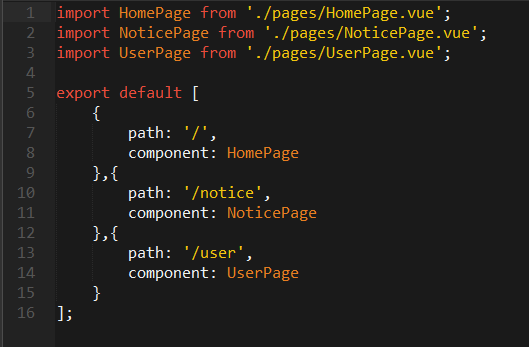 1 import HomePage from './pages/HomePage.vue';
2 import NoticePage from './pages/NoticePage.vue';
3 import UserPage from './pages/UserPage.vue';
4
5 export default [
6     {
7         path: '/',
8         component: HomePage
9     },{
10         path: '/notice',
11         component: NoticePage
12     },{
13         path: '/user',
14         component: UserPage
15     }
16 ];